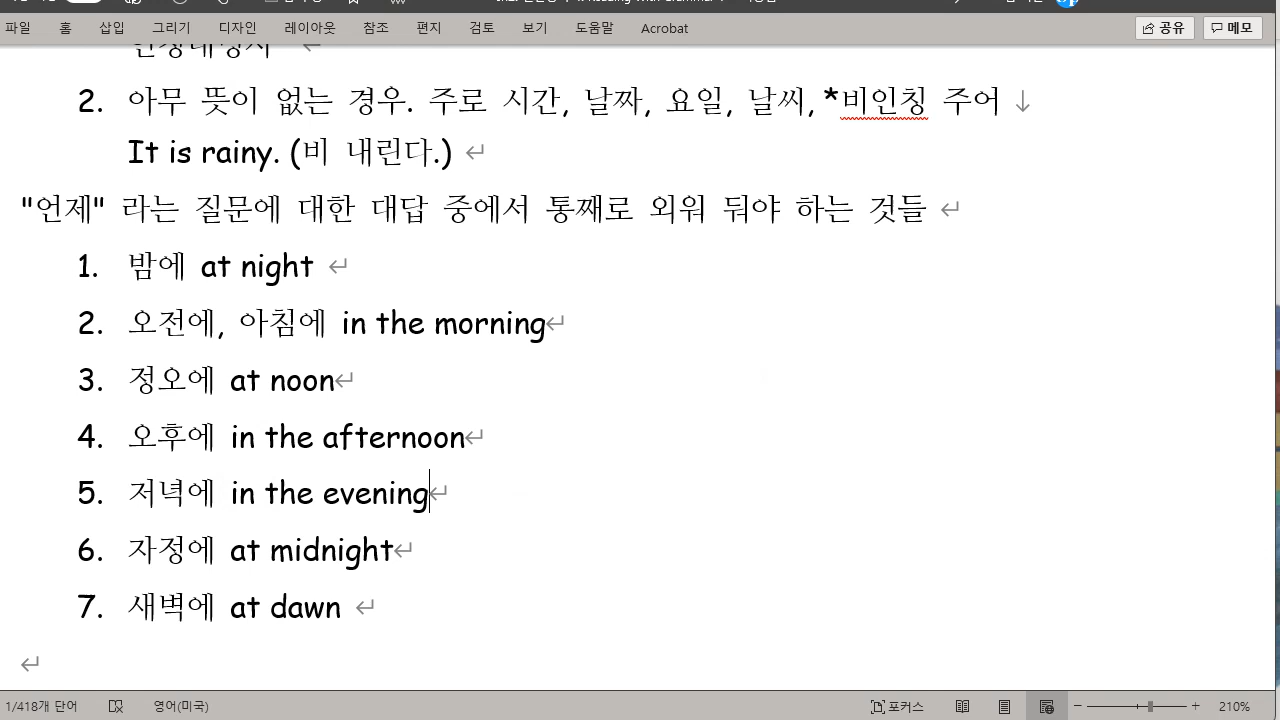 파일 홈 삽입 그리기 디자인 레이아웃 참조 편지 검토 보기 도움말 Acrobat 공유 메모
2. 아무 뜻이 없는 경우. 주로 시간, 날짜, 요일, 날씨, *비인칭 주어 ↓
It is rainy. (비 내린다.) ↵
"언제" 라는 질문에 대한 대답 중에서 통째로 외워 둬야 하는 것들 ↵
1. 밤에 at night ↵
2. 오전에, 아침에 in the morning↵
3. 정오에 at noon↵
4. 오후에 in the afternoon↵
5. 저녁에 in the evening↵
6. 자정에 at midnight↵
7. 새벽에 at dawn ↵
↵
1/418개 단어 영어(미국) 포커스 210%